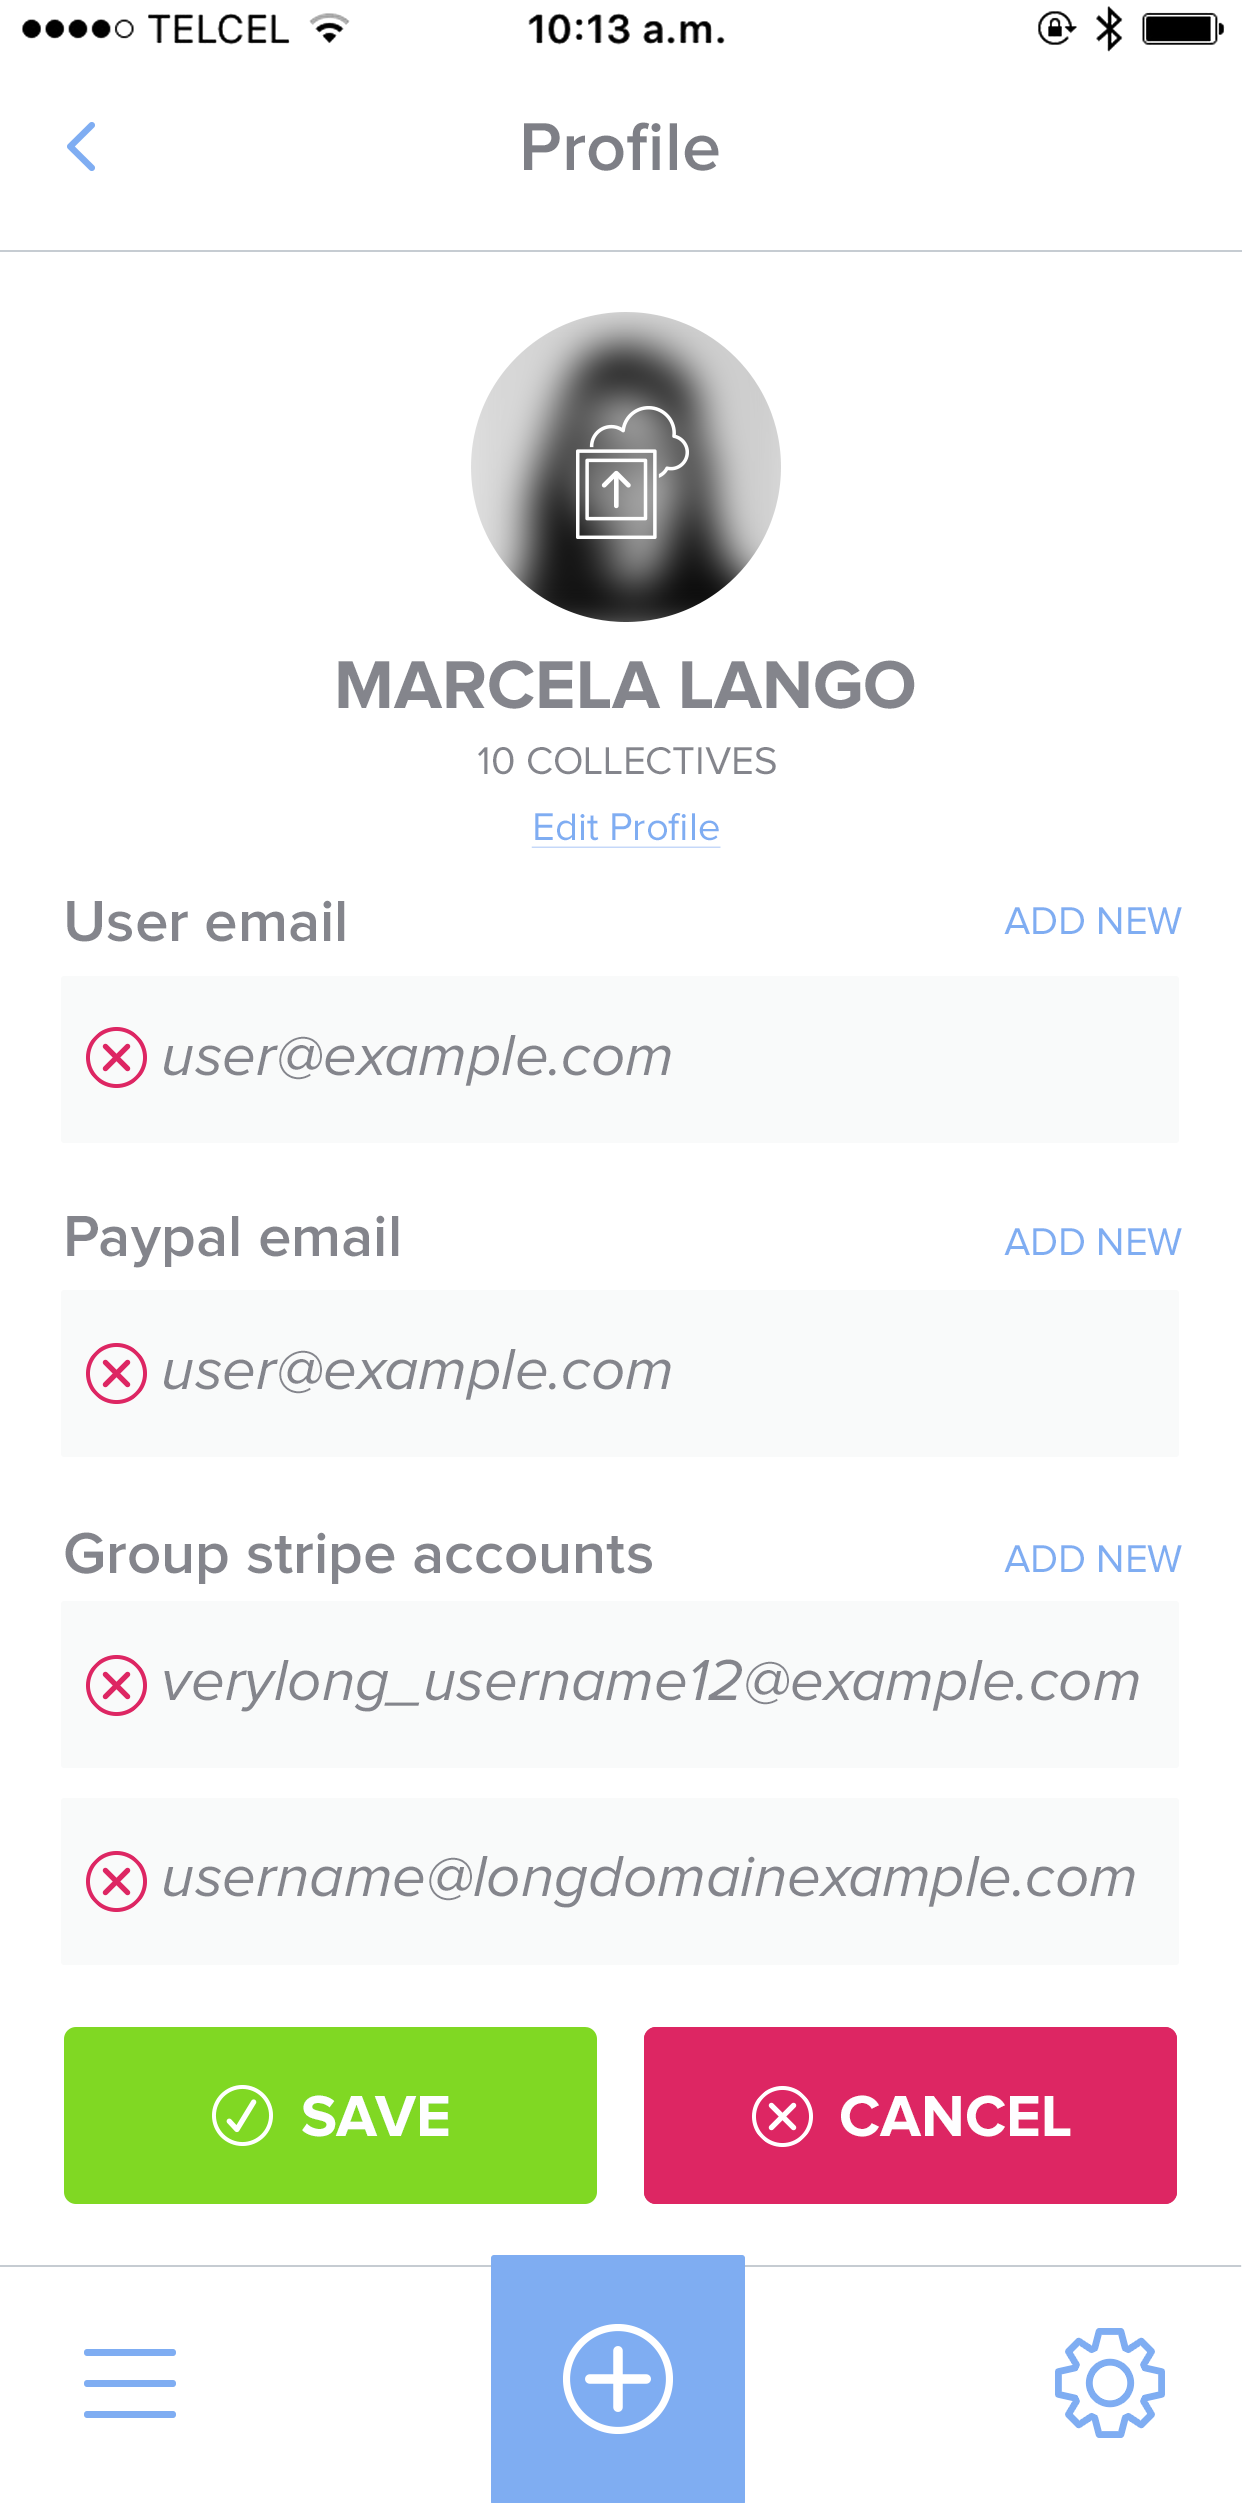 TELCEL 10:13 a.m.
Profile
MARCELA LANGO
10 COLLECTIVES
Edit Profile
User email ADD NEW
user@example.com
Paypal email ADD NEW
user@example.com
Group stripe accounts ADD NEW
verylong_username12@example.com
username@longdomainexample.com
SAVE CANCEL